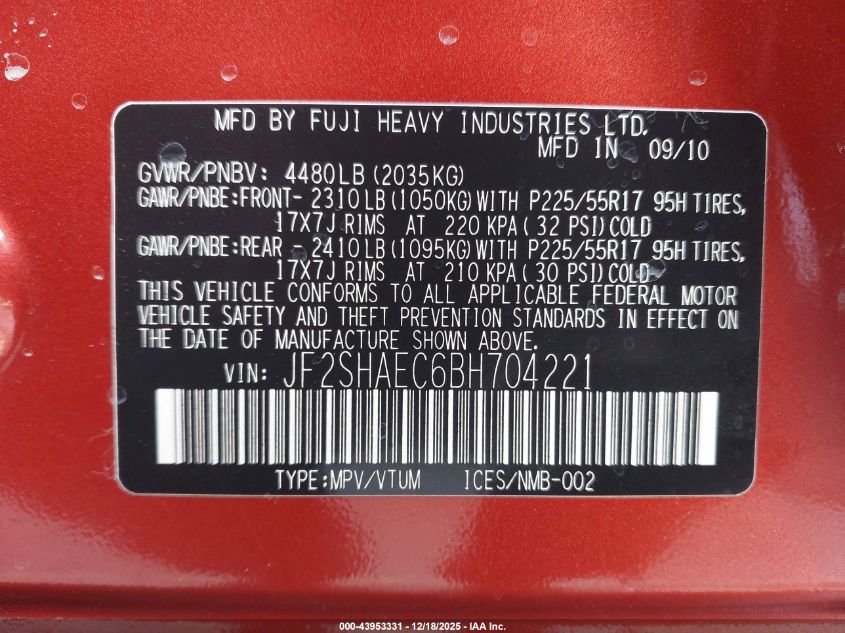 MFD BY FUJI HEAVY INDUSTRIES LTD.
MFD IN 09/10
GVWR/PNBV: 4480LB (2035KG)
GAWR/PNBE:FRONT- 2310LB (1050KG) WITH P225/55R17 95H TIRES,
17X7J RIMS AT 220 KPA ( 32 PSI) COLD
GAWR/PNBE:REAR - 2410LB (1095KG) WITH P225/55R17 95H TIRES,
17X7J RIMS AT 210 KPA ( 30 PSI) COLD
THIS VEHICLE CONFORMS TO ALL APPLICABLE FEDERAL MOTOR
VEHICLE SAFETY AND THEFT PREVENTION STANDARDS IN EFFECT ON
THE DATE OF MANUFACTURE SHOWN ABOVE.
VIN: JF2SHAEC6BH704221
TYPE:MPV/VTUM ICES/NMB-002
000-43953331 - 12/18/2025 - IAA Inc.